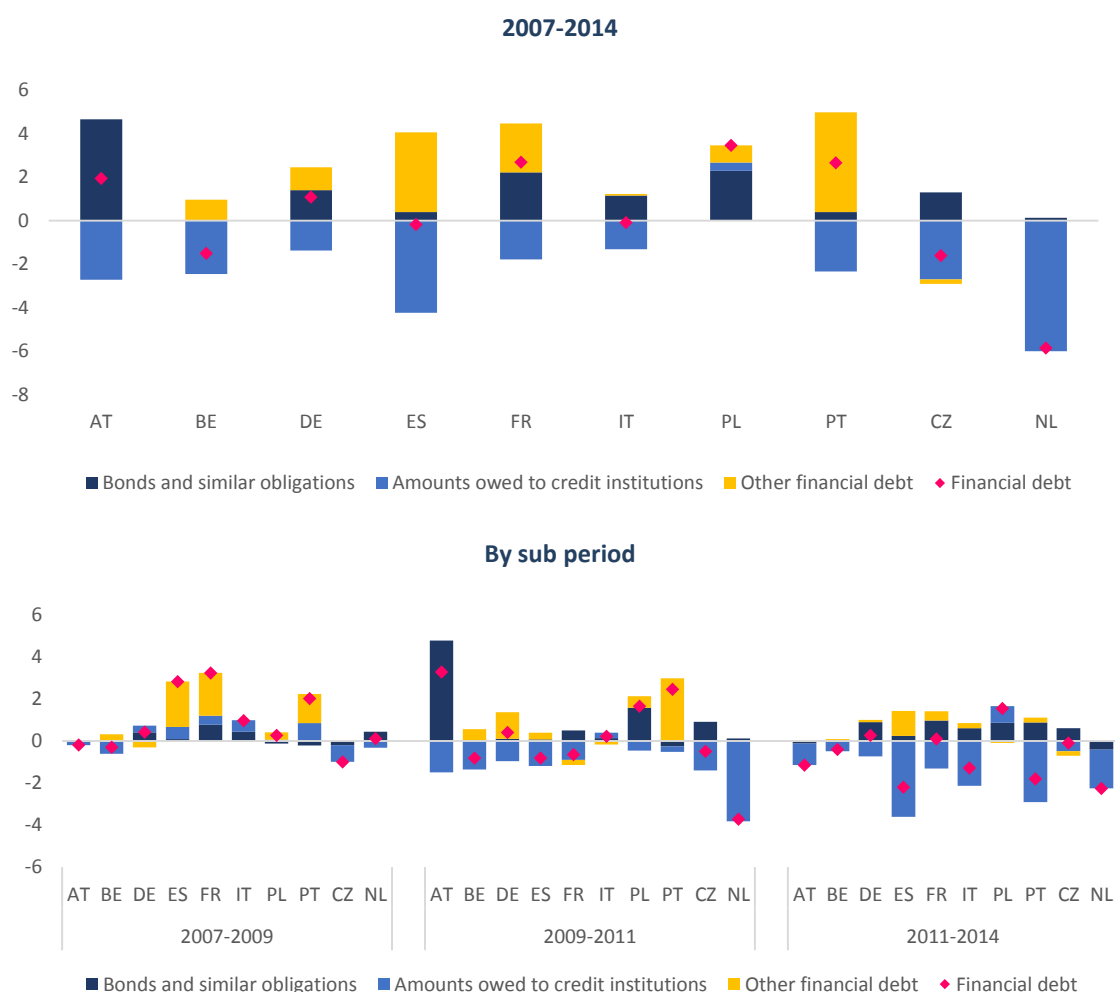 2007-2014
6
4
2
0
-2
-4
-6
-8
AT BE DE ES FR IT PL PT CZ NL
Bonds and similar obligations Amounts owed to credit institutions Other financial debt Financial debt
By sub period
6
4
2
0
-2
-4
-6
AT BE DE ES FR IT PL PT CZ NL AT BE DE ES FR IT PL PT CZ NL AT BE DE ES FR IT PL PT CZ NL
2007-2009 2009-2011 2011-2014
Bonds and similar obligations Amounts owed to credit institutions Other financial debt Financial debt